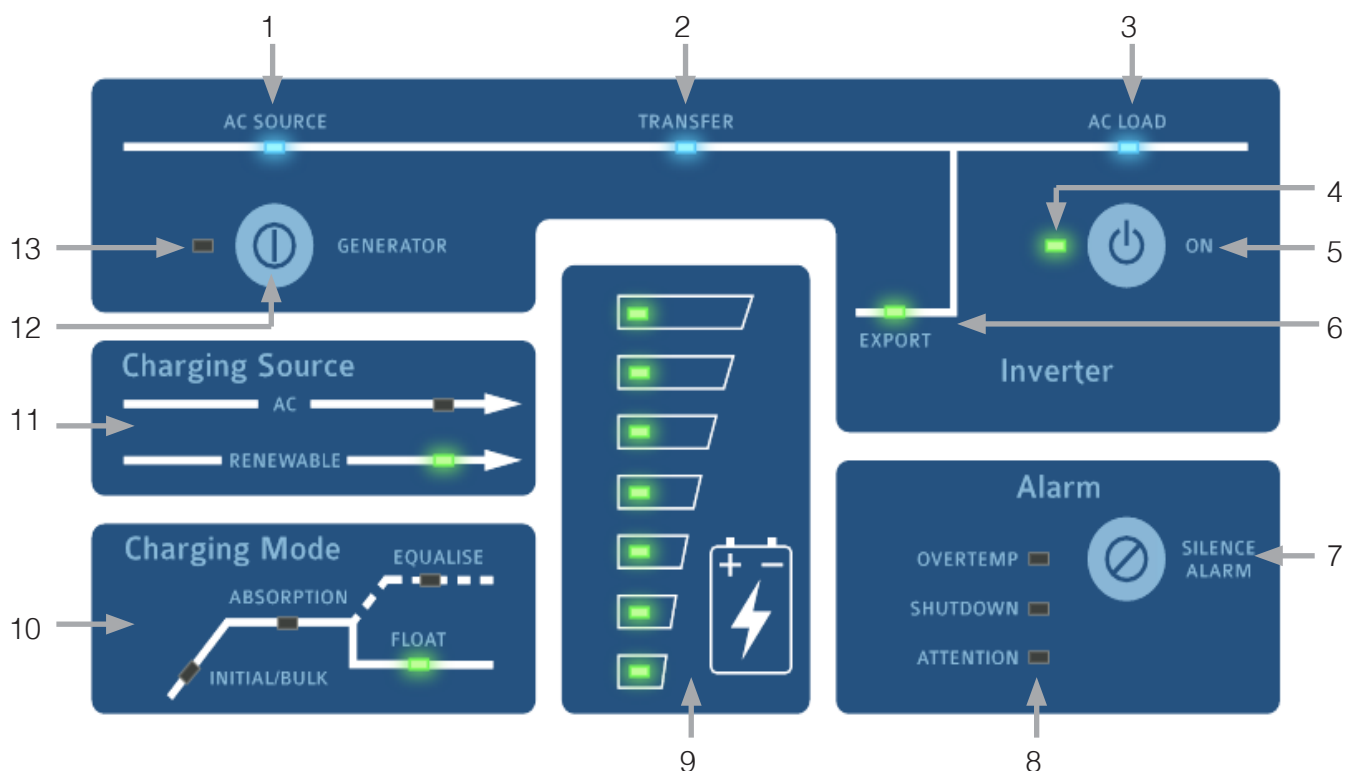 1
2
3
AC SOURCE
TRANSFER
AC LOAD
4
13
GENERATOR
ON
5
12
EXPORT
6
Charging Source
Inverter
AC
11
RENEWABLE
Alarm
Charging Mode
EQUALISE
OVERTEMP
SILENCE
ALARM
7
ABSORPTION
SHUTDOWN
10
FLOAT
INITIAL/BULK
ATTENTION
+ −
9
8